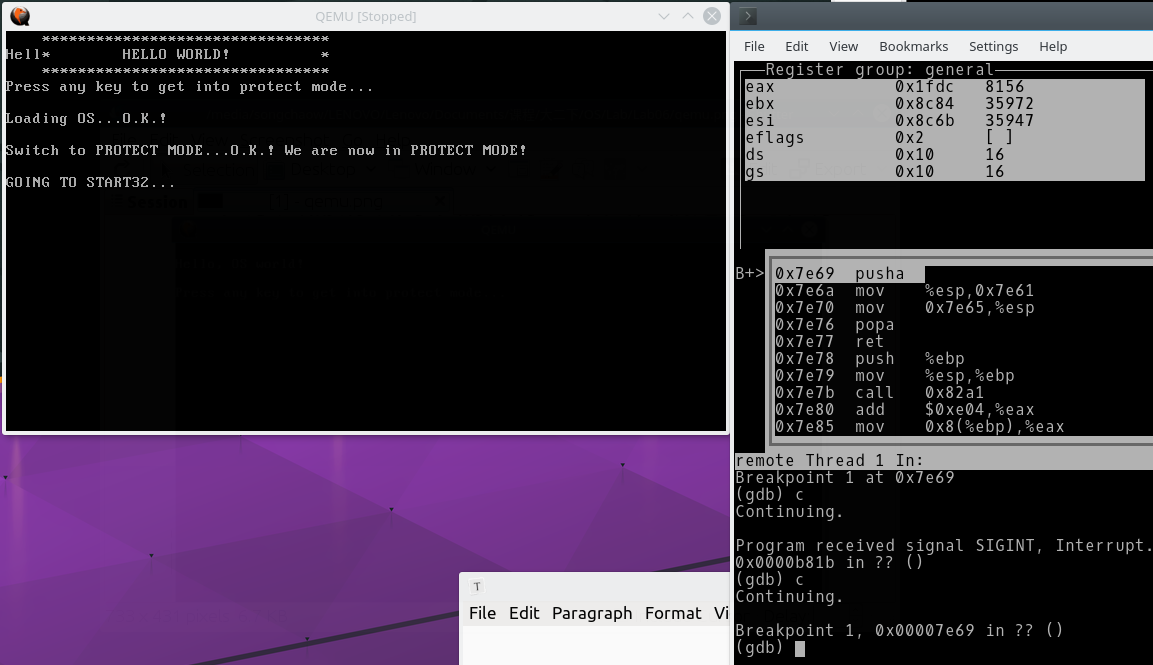 QEMU [Stopped]
********************************
Hell*        HELLO WORLD!          *
********************************
Press any key to get into protect mode...
Loading OS...O.K.!
Switch to PROTECT MODE...O.K.! We are now in PROTECT MODE!
GOING TO START32...
File Edit View Bookmarks Settings Help
Register group: general
eax 0x1fdc 8156
ebx 0x8c84 35972
esi 0x8c6b 35947
eflags 0x2 [ ]
ds 0x10 16
gs 0x10 16
B+> 0x7e69 pusha
0x7e6a mov %esp,0x7e61
0x7e70 mov 0x7e65,%esp
0x7e76 popa
0x7e77 ret
0x7e78 push %ebp
0x7e79 mov %esp,%ebp
0x7e7b call 0x82a1
0x7e80 add $0xe04,%eax
0x7e85 mov 0x8(%ebp),%eax
remote Thread 1 In:
Breakpoint 1 at 0x7e69
(gdb) c
Continuing.
Program received signal SIGINT, Interrupt.
0x0000b81b in ?? ()
(gdb) c
Continuing.
Breakpoint 1, 0x00007e69 in ?? ()
(gdb)
T
File Edit Paragraph Format Vi